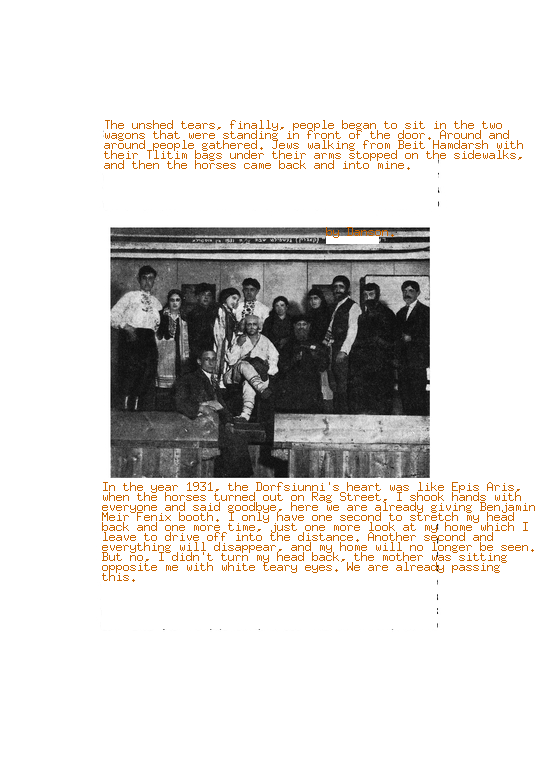 The unshed tears, finally, people began to sit in the two
wagons that were standing in front of the door. Around and
around people gathered. Jews walking from Beit Hamdarsh with
their Tlitim bags under their arms stopped on the sidewalks,
and then the horses came back and into mine.
In the year 1931, the Dorfsiunni's heart was like Epis Aris,
when the horses turned out on Rag Street, I shook hands with
everyone and said goodbye, here we are already giving Benjamin
Meir Fenix booth. I only have one second to stretch my head
back and one more time, just one more look at my home which I
leave to drive off into the distance. Another second and
everything will disappear, and my home will no longer be seen.
But no, I didn't turn my head back, the mother was sitting
opposite me with white teary eyes. We are already passing
this.